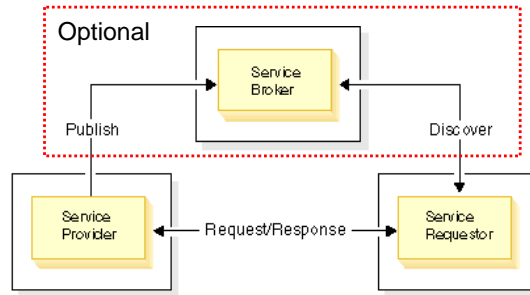 Optional
Service
Broker
Publish
Discover
Service
Provider
Request/Response
Service
Requestor